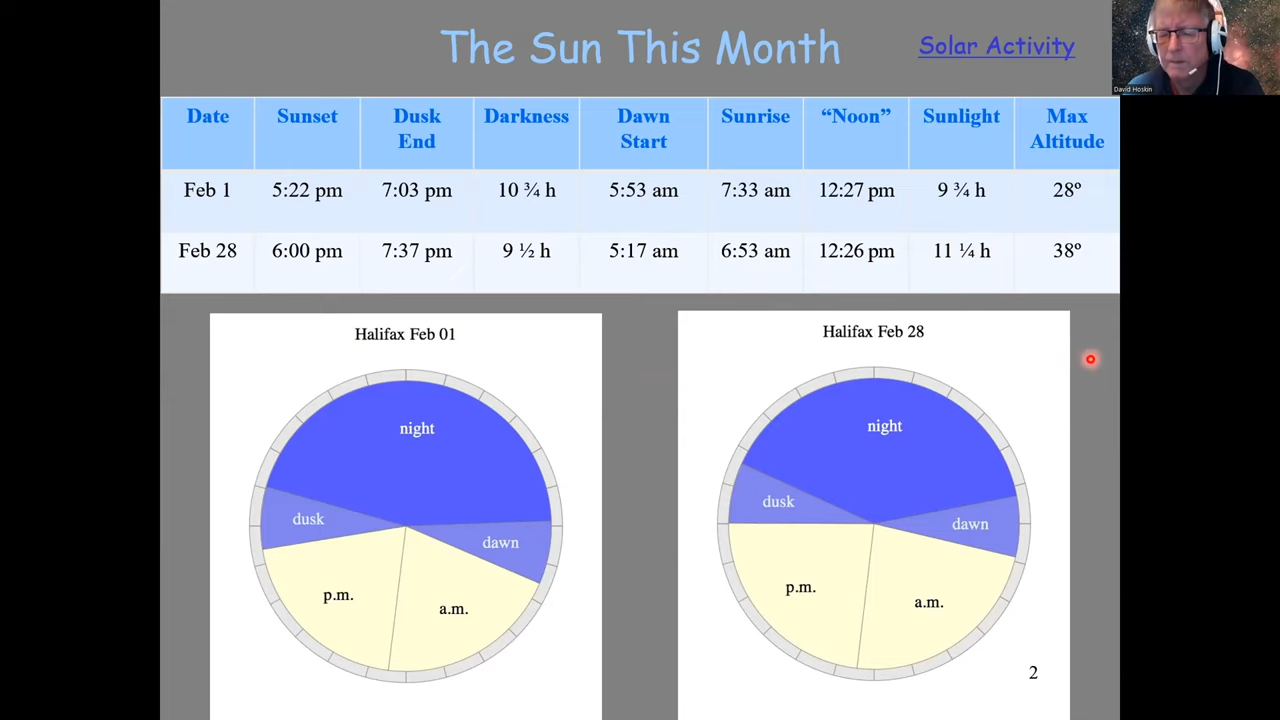 The Sun This Month
Solar Activity
David Hoskin
Date Sunset Dusk End Darkness Dawn Start Sunrise “Noon” Sunlight Max Altitude
Feb 1 5:22 pm 7:03 pm 10 ¾ h 5:53 am 7:33 am 12:27 pm 9 ¾ h 28º
Feb 28 6:00 pm 7:37 pm 9 ½ h 5:17 am 6:53 am 12:26 pm 11 ¼ h 38º
Halifax Feb 01
night
dusk
dawn
p.m.
a.m.
Halifax Feb 28
night
dusk
dawn
p.m.
a.m.
2